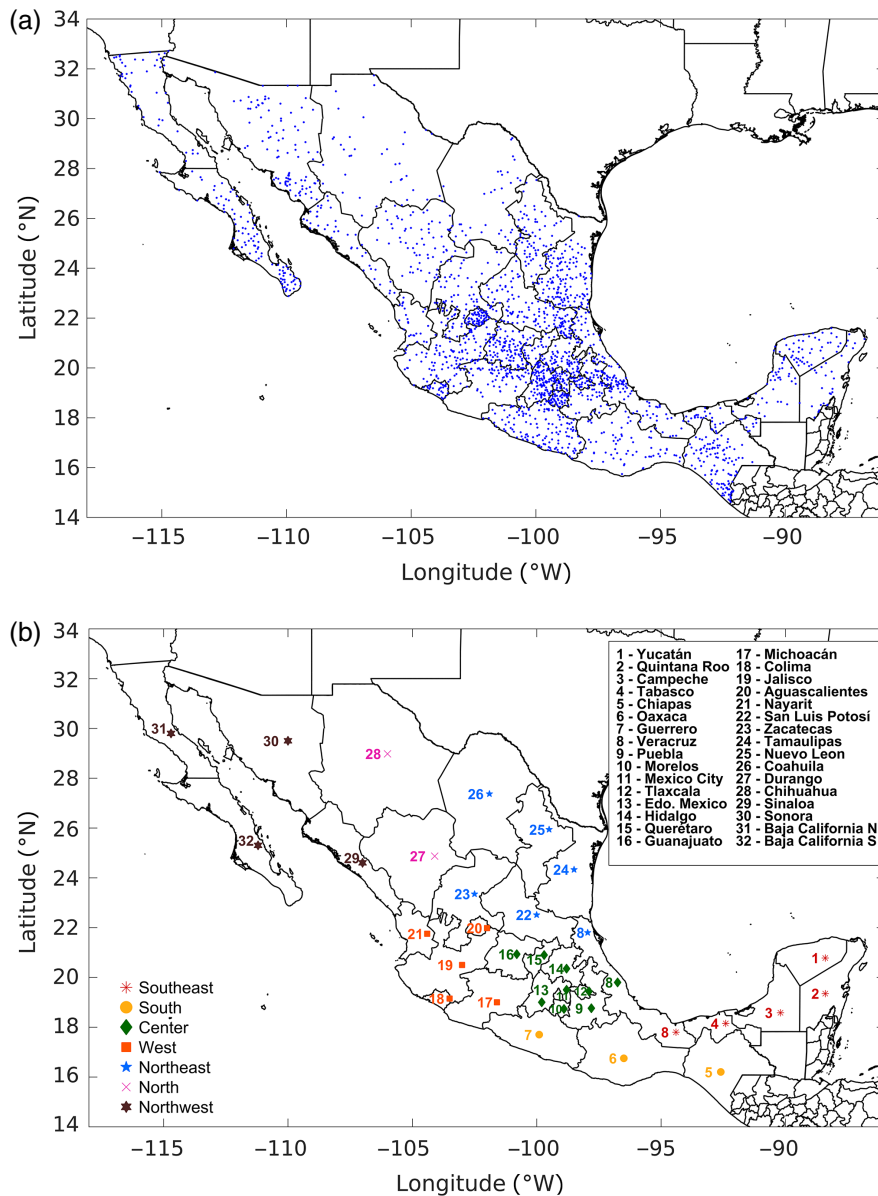 (a)
34
32
30
28
26
24
22
20
18
16
14
Latitude (°N)
−115
−110
−105
−100
−95
−90
Longitude (°W)
(b)
34
32
30
28
26
24
22
20
18
16
14
Latitude (°N)
1 - Yucatán
2 - Quintana Roo
3 - Campeche
4 - Tabasco
5 - Chiapas
6 - Oaxaca
7 - Guerrero
8 - Veracruz
9 - Puebla
10 - Morelos
11 - Mexico City
12 - Tlaxcala
13 - Edo. Mexico
14 - Hidalgo
15 - Querétaro
16 - Guanajuato
17 - Michoacán
18 - Colima
19 - Jalisco
20 - Aguascalientes
21 - Nayarit
22 - San Luis Potosí
23 - Zacatecas
24 - Tamaulipas
25 - Nuevo Leon
26 - Coahuila
27 - Durango
28 - Chihuahua
29 - Sinaloa
30 - Sonora
31 - Baja California N
32 - Baja California S
31
30
28
26
25
32
29
27
24
23
22
21
20
8
16
15
14
19
13
11
12
8
18
17
10
9
7
6
5
8
4
3
2
1
Southeast
South
Center
West
Northeast
North
Northwest
−115
−110
−105
−100
−95
−90
Longitude (°W)